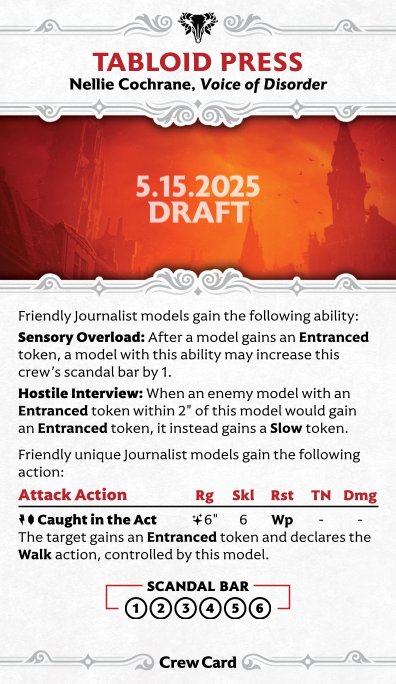 TABLOID PRESS
Nellie Cochrane, Voice of Disorder
5.15.2025
DRAFT
Friendly Journalist models gain the following ability:
Sensory Overload: After a model gains an Entranced
token, a model with this ability may increase this
crew's scandal bar by 1.
Hostile Interview: When an enemy model with an
Entranced token within 2" of this model would gain
an Entranced token, it instead gains a Slow token.
Friendly unique Journalist models gain the following
action:
Attack Action Rg Skl Rst TN Dmg
Caught in the Act 6" 6 Wp - -
The target gains an Entranced token and declares the
Walk action, controlled by this model.
SCANDAL BAR
1 2 3 4 5 6
Crew Card